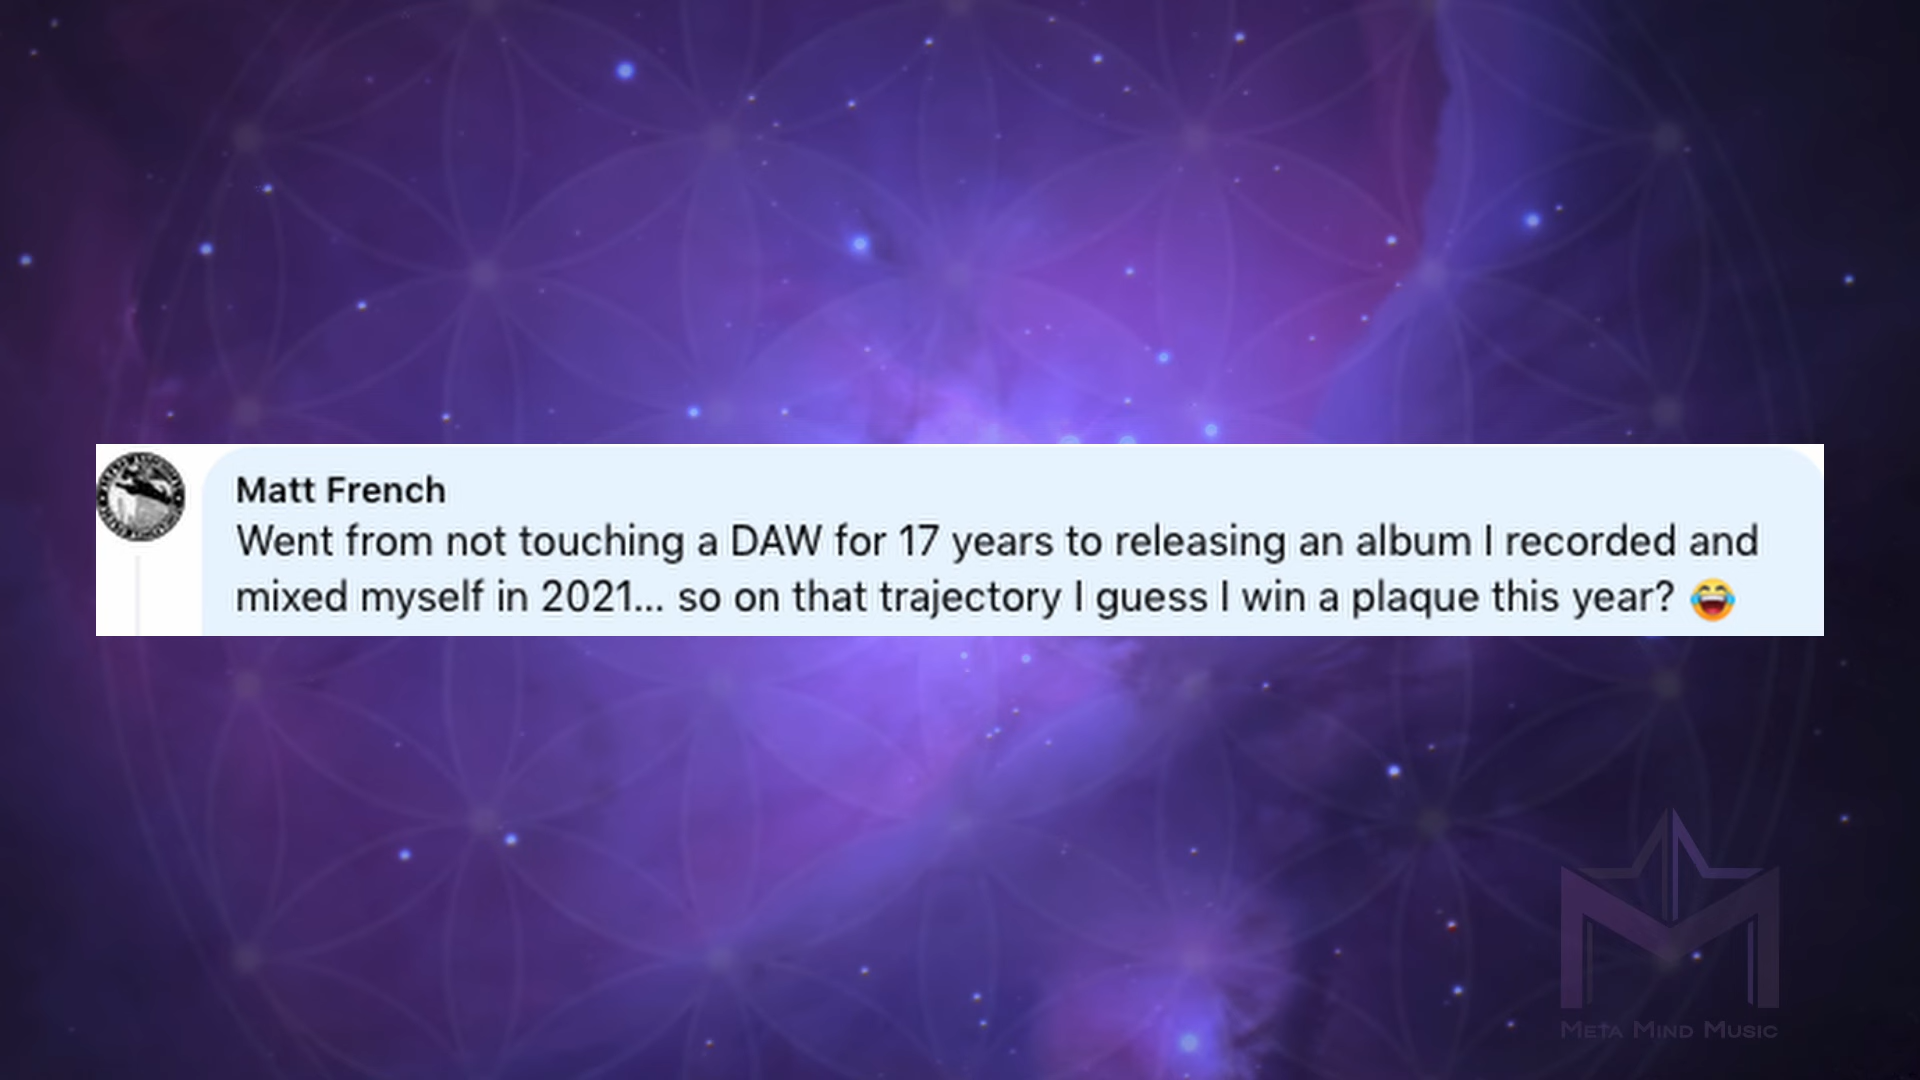 Matt French
Went from not touching a DAW for 17 years to releasing an album I recorded and
mixed myself in 2021... so on that trajectory I guess I win a plaque this year? 😂
META MIND MUSIC